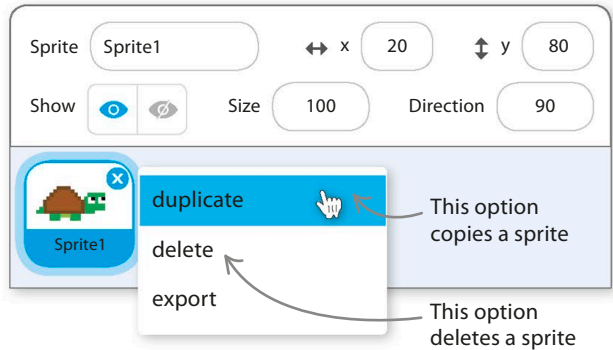 Sprite Sprite1 x 20 y 80
Show Size 100 Direction 90
Sprite1
duplicate
delete
export
This option
copies a sprite
This option
deletes a sprite